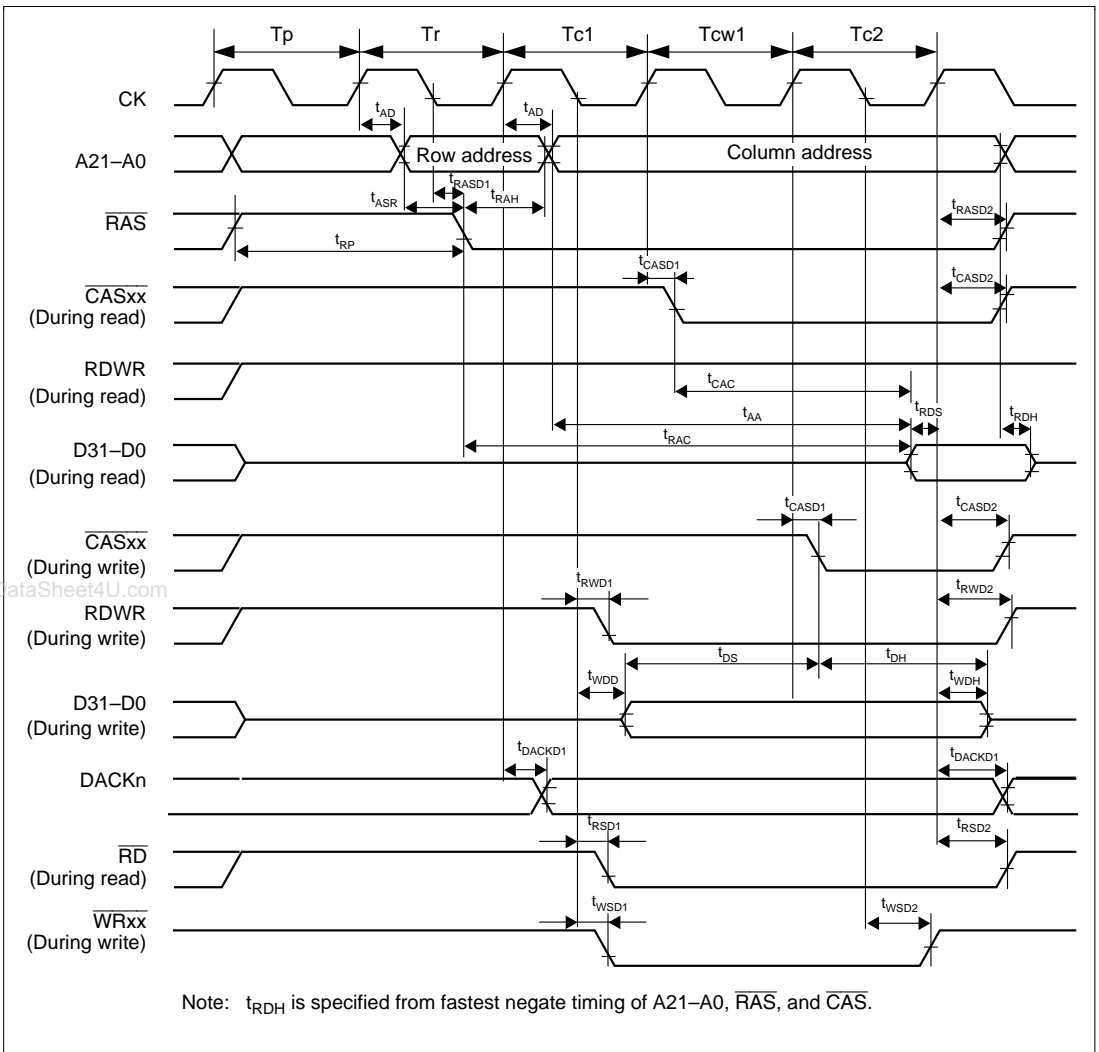 Tp Tr Tc1 Tcw1 Tc2
CK
tAD tAD
A21–A0 Row address Column address
tRASD1
tASR tRAH
RAS tRASD2
tRP
tCASD1 tCASD2
CASxx
(During read)
RDWR
(During read)
tCAC
tAA tRDS tRDH
tRAC
D31–D0
(During read)
tCASD1 tCASD2
CASxx
(During write)
DataSheet4U.com
tRWD1 tRWD2
RDWR
(During write)
tDS tDH
tWDD tWDH
D31–D0
(During write)
tDACKD1 tDACKD1
DACKn
tRSD1 tRSD2
RD
(During read)
tWSD1 tWSD2
WRxx
(During write)
Note: tRDH is specified from fastest negate timing of A21–A0, RAS, and CAS.